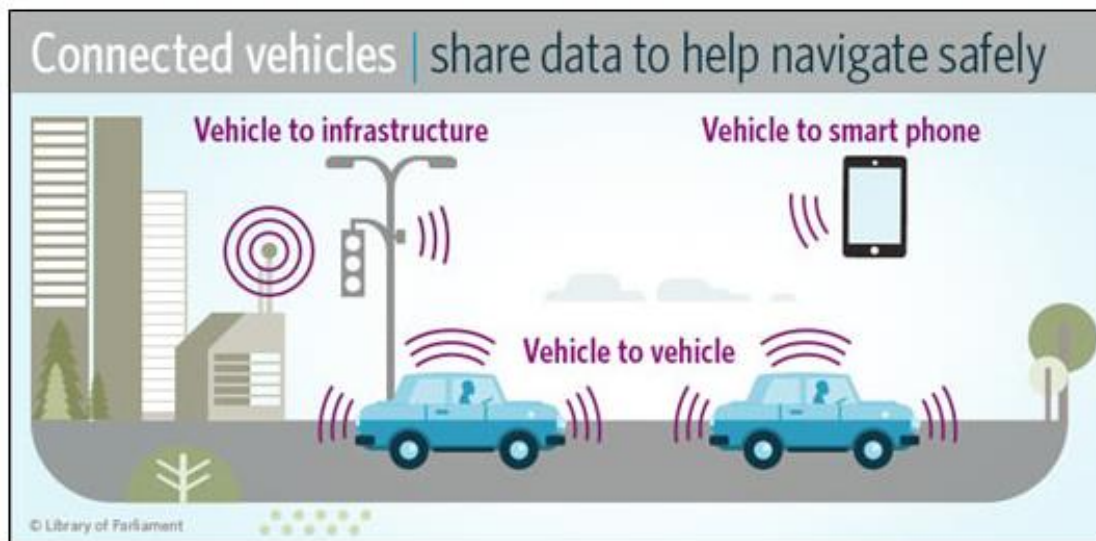 Connected vehicles | share data to help navigate safely
Vehicle to infrastructure
Vehicle to smart phone
Vehicle to vehicle
© Library of Parliament